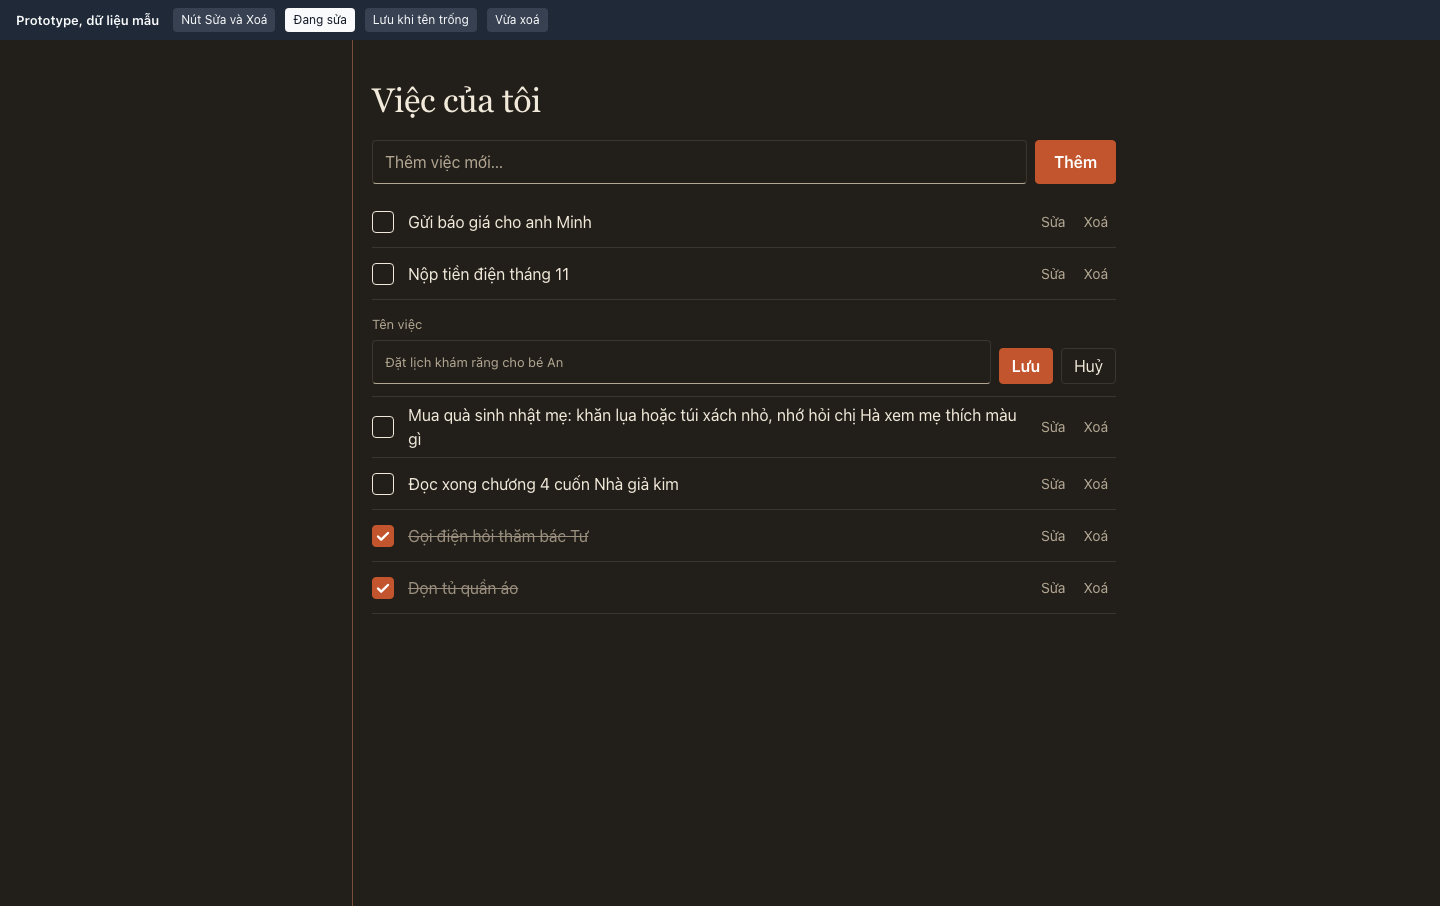 Prototype, dữ liệu mẫu Nút Sửa và Xoá Đang sửa Lưu khi tên trống Vừa xoá
Việc của tôi
Thêm việc mới... Thêm
Gửi báo giá cho anh Minh Sửa Xoá
Nộp tiền điện tháng 11 Sửa Xoá
Tên việc
Đặt lịch khám răng cho bé An Lưu Huỷ
Mua quà sinh nhật mẹ: khăn lụa hoặc túi xách nhỏ, nhớ hỏi chị Hà xem mẹ thích màu
gì Sửa Xoá
Đọc xong chương 4 cuốn Nhà giả kim Sửa Xoá
Gọi điện hỏi thăm bác Tư Sửa Xoá
Dọn tủ quần áo Sửa Xoá